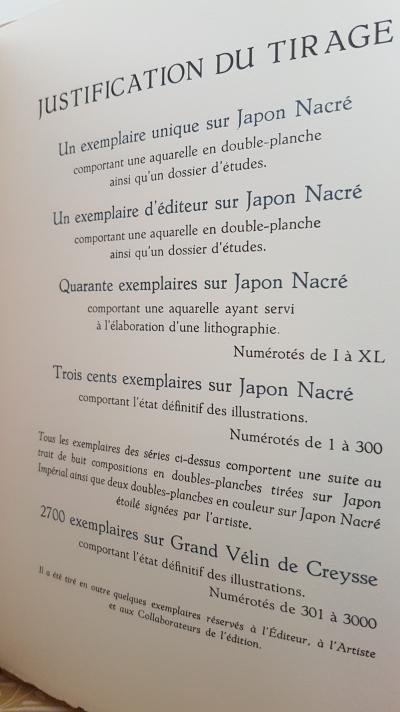 JUSTIFICATION DU TIRAGE
Un exemplaire unique sur Japon Nacré
comportant une aquarelle en double-planche
ainsi qu'un dossier d'études.
Un exemplaire d'éditeur sur Japon Nacré
comportant une aquarelle en double-planche
ainsi qu'un dossier d'études.
Quarante exemplaires sur Japon Nacré
comportant une aquarelle ayant servi
à l'élaboration d'une lithographie.
Numérotés de I à XL
Trois cents exemplaires sur Japon Nacré
comportant l'état définitif des illustrations.
Numérotés de 1 à 300
Tous les exemplaires des séries ci-dessus comportent une suite au
trait de buit compositions en doubles-planches tirées sur Japon
Impérial ainsi que deux doubles-planches en couleur sur Japon Nacré
étoilé signées par l'artiste.
2700 exemplaires sur Grand Vélin de Creysse
comportant l'état définitif des illustrations.
Numérotés de 301 à 3000
Il a été tiré en outre quelques exemplaires réservés à l'Éditeur, à l'Artiste
et aux Collaborateurs de l'édition.